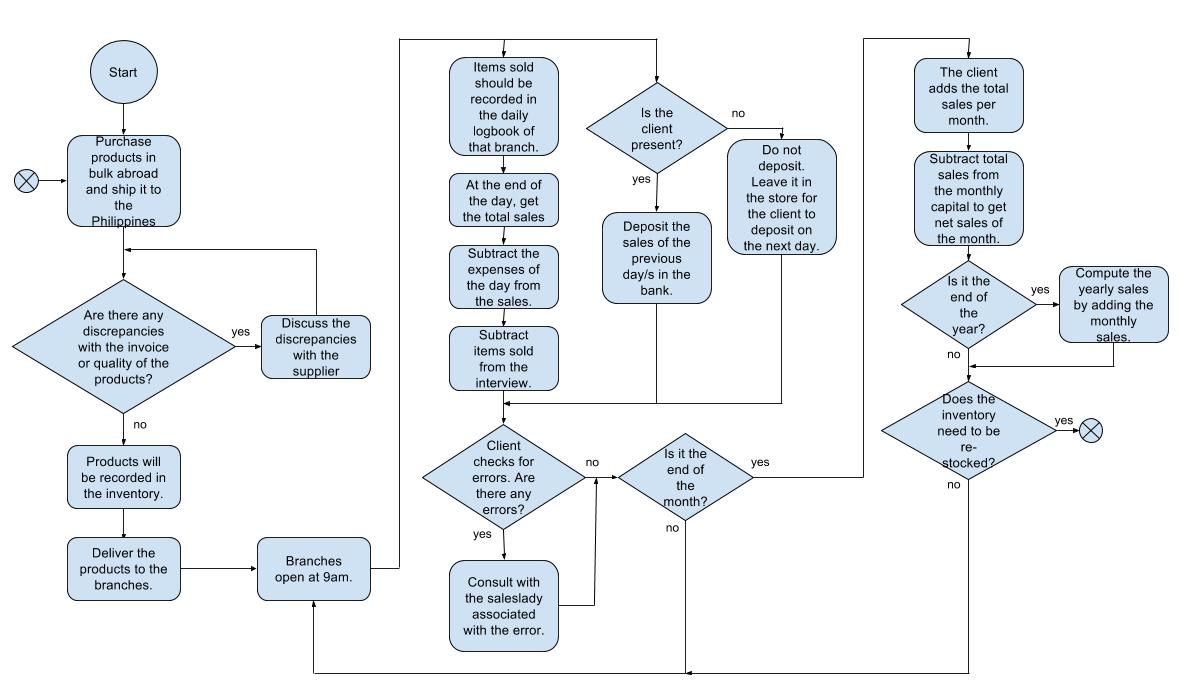 Start
Purchase
products in
bulk abroad
and ship it to
the
Philippines
Are there any
discrepancies
with the invoice
or quality of the
products?
yes
Discuss the
discrepancies
with the
supplier
no
Products will
be recorded in
the inventory.
Deliver the
products to the
branches.
Branches
open at 9am.
Items sold
should be
recorded in
the daily
logbook of
that branch.
At the end of
the day, get
the total sales
Subtract the
expenses of
the day from
the sales.
Subtract
items sold
from the
interview.
Is the
client
present?
no
yes
Do not
deposit.
Leave it in
the store for
the client to
deposit on
the next day.
Deposit the
sales of the
previous
day/s in the
bank.
Client
checks for
errors. Are
there any
errors?
no
yes
Consult with
the saleslady
associated
with the error.
Is it the
end of
the
month?
yes
no
The client
adds the total
sales per
month.
Subtract total
sales from
the monthly
capital to get
net sales of
the month.
Is it the
end of
the
year?
yes
no
Compute the
yearly sales
by adding the
monthly
sales.
Does the
inventory
need to be
re-
stocked?
yes
no